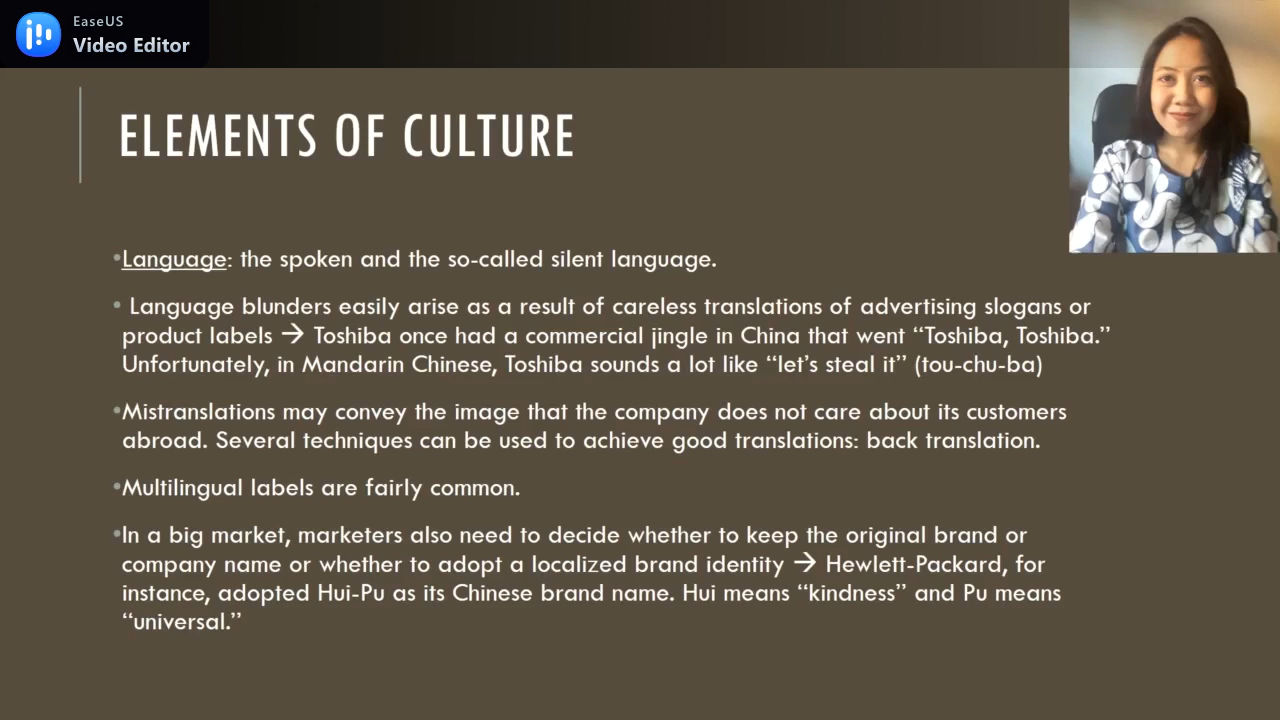 EaseUS
Video Editor
ELEMENTS OF CULTURE
•Language: the spoken and the so-called silent language.
• Language blunders easily arise as a result of careless translations of advertising slogans or
product labels → Toshiba once had a commercial jingle in China that went “Toshiba, Toshiba.”
Unfortunately, in Mandarin Chinese, Toshiba sounds a lot like “let’s steal it” (tou-chu-ba)
•Mistranslations may convey the image that the company does not care about its customers
abroad. Several techniques can be used to achieve good translations: back translation.
•Multilingual labels are fairly common.
•In a big market, marketers also need to decide whether to keep the original brand or
company name or whether to adopt a localized brand identity → Hewlett-Packard, for
instance, adopted Hui-Pu as its Chinese brand name. Hui means “kindness” and Pu means
“universal.”